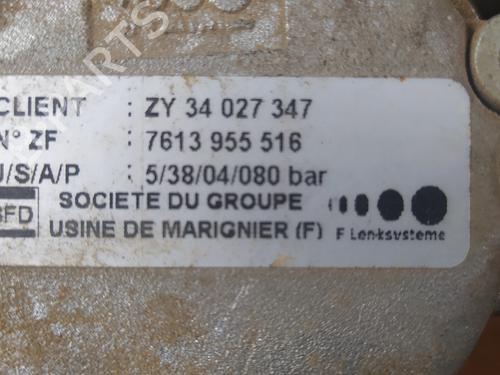 CLIENT : ZY 34 027 347
N° ZF : 7613 955 516
J/S/A/P : 5/38/04/080 bar
BFD SOCIETE DU GROUPE
USINE DE MARIGNIER (F) F Lenksysteme